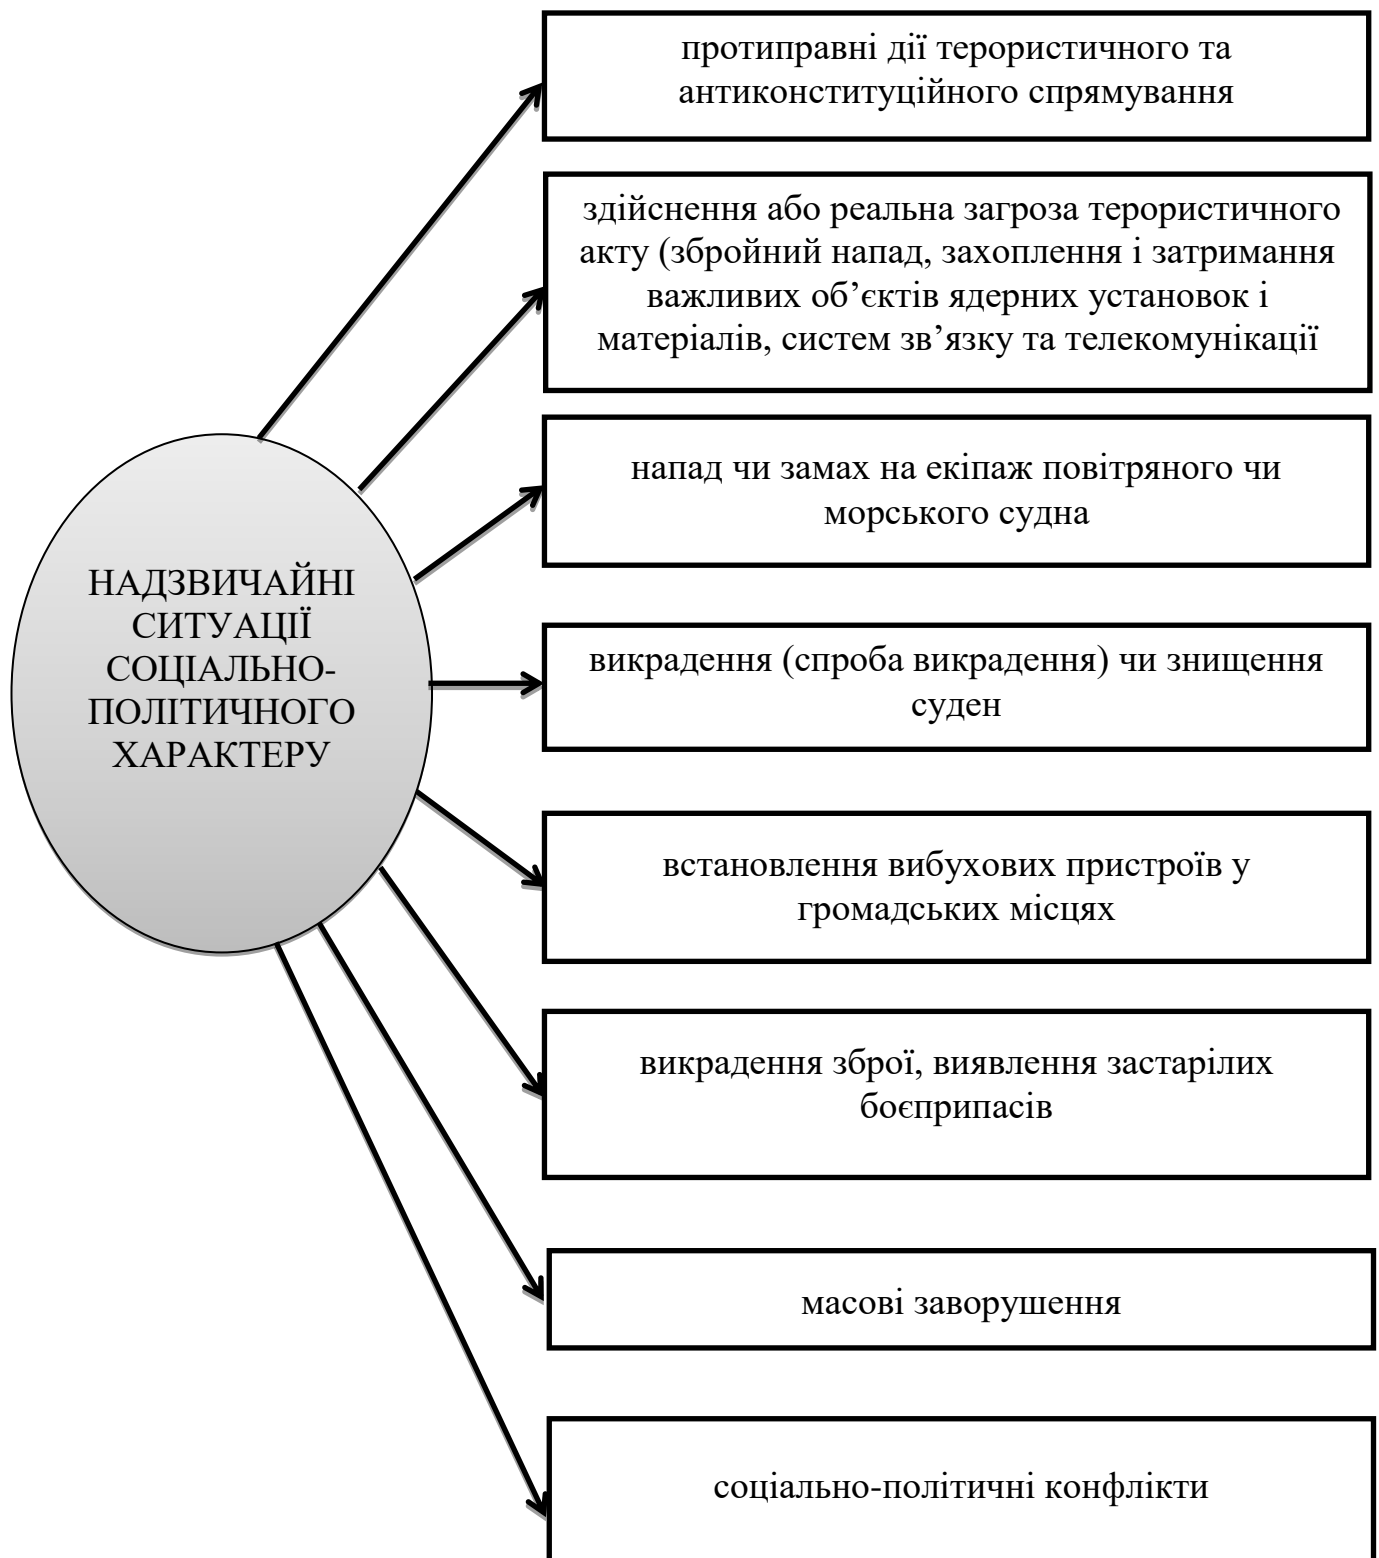 протиправні дії терористичного та
антиконституційного спрямування
здійснення або реальна загроза терористичного
акту (збройний напад, захоплення і затримання
важливих об’єктів ядерних установок і
матеріалів, систем зв’язку та телекомунікації
напад чи замах на екіпаж повітряного чи
морського судна
НАДЗВИЧАЙНІ
СИТУАЦІЇ
СОЦІАЛЬНО-
ПОЛІТИЧНОГО
ХАРАКТЕРУ
викрадення (спроба викрадення) чи знищення
суден
встановлення вибухових пристроїв у
громадських місцях
викрадення зброї, виявлення застарілих
боєприпасів
масові заворушення
соціально-політичні конфлікти